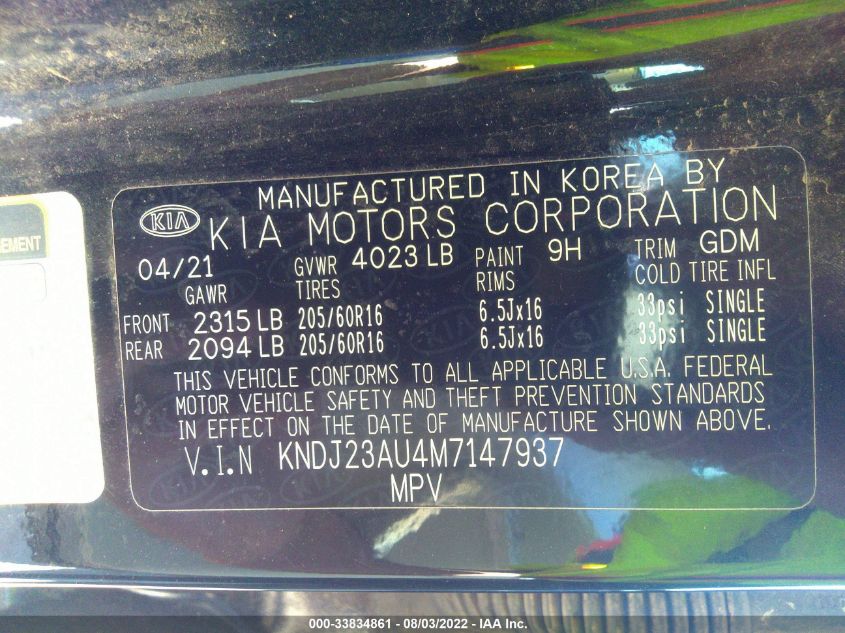 MANUFACTURED IN KOREA BY
KIA KIA MOTORS CORPORATION
04/21 GVWR 4023 LB PAINT 9H TRIM GDM
GAWR TIRES RIMS COLD TIRE INFL
FRONT 2315 LB 205/60R16 6.5Jx16 33psi SINGLE
REAR 2094 LB 205/60R16 6.5Jx16 33psi SINGLE
THIS VEHICLE CONFORMS TO ALL APPLICABLE U.S.A. FEDERAL
MOTOR VEHICLE SAFETY AND THEFT PREVENTION STANDARDS
IN EFFECT ON THE DATE OF MANUFACTURE SHOWN ABOVE.
V.I.N KNDJ23AU4M7147937
MPV
000-33834861 - 08/03/2022 - IAA Inc.